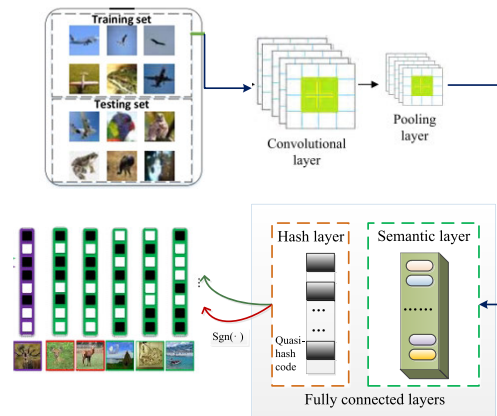 Training set
Testing set
Convolutional
layer
Pooling
layer
Hash layer
Semantic layer
...
...
......
Quasi-
hash
code
Sgn(·)
Fully connected layers